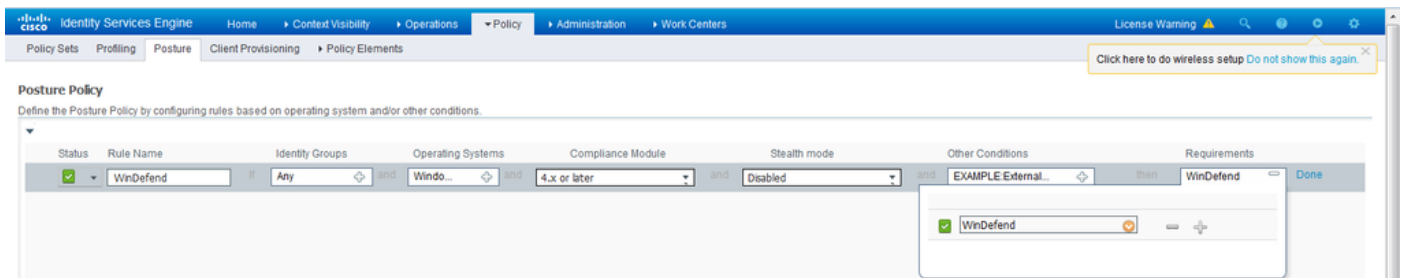 cisco Identity Services Engine Home Context Visibility Operations Policy Administration Work Centers License Warning
Policy Sets Profiling Posture Client Provisioning Policy Elements
Click here to do wireless setup Do not show this again.
Posture Policy
Define the Posture Policy by configuring rules based on operating system and/or other conditions.
Status Rule Name Identity Groups Operating Systems Compliance Module Stealth mode Other Conditions Requirements
WinDefend If Any and Windo... and 4.x or later and Disabled and EXAMPLE:External... then WinDefend Done
WinDefend